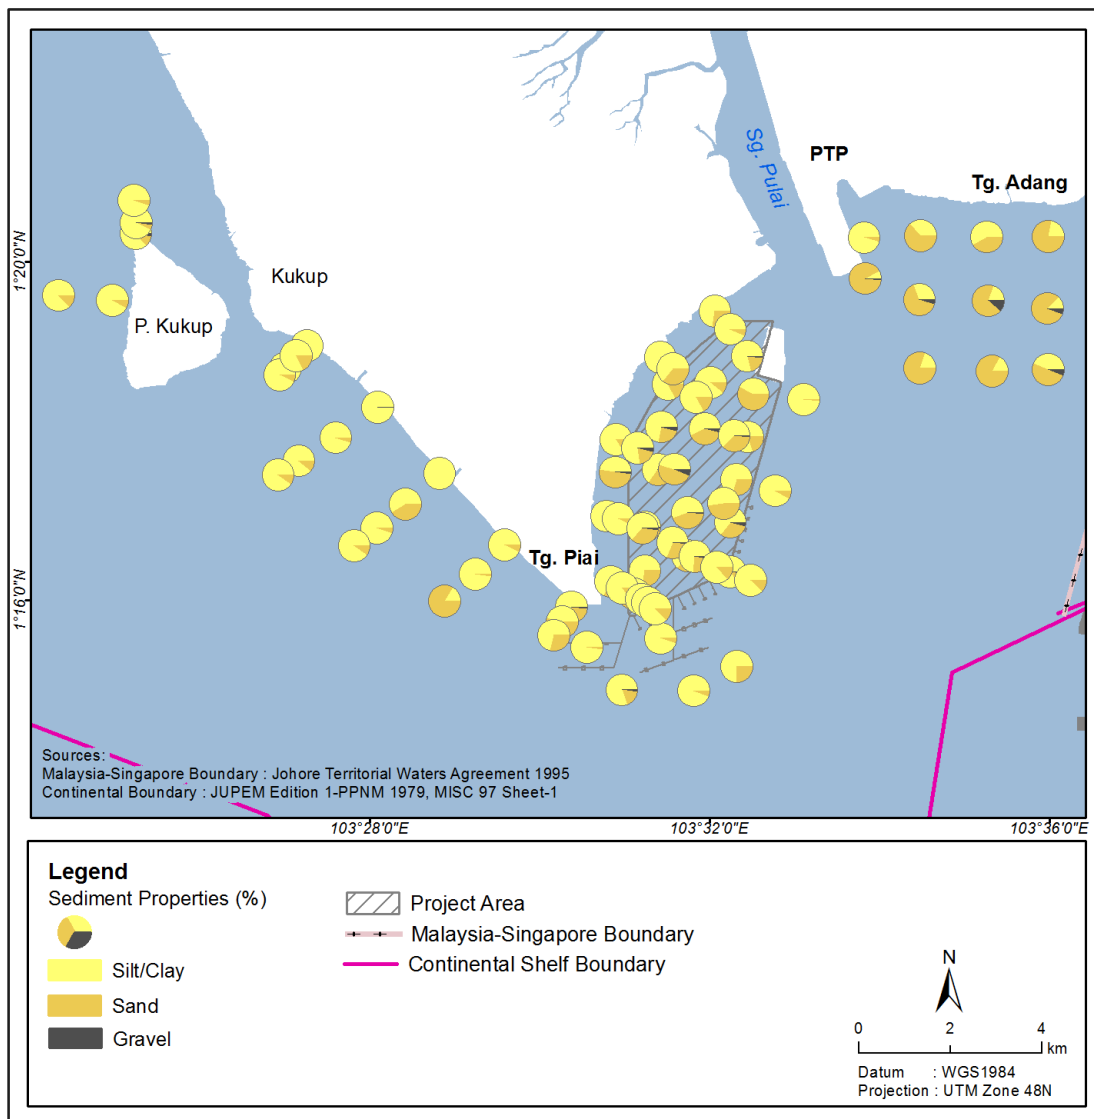 Sg. Pulai
PTP
Tg. Adang
1°20'0"N
Kukup
P. Kukup
Tg. Piai
1°16'0"N
Sources:
Malaysia-Singapore Boundary : Johore Territorial Waters Agreement 1995
Continental Boundary : JUPEM Edition 1-PPNM 1979, MISC 97 Sheet-1
103°28'0"E
103°32'0"E
103°36'0"E
Legend
Sediment Properties (%)
Silt/Clay
Sand
Gravel
Project Area
Malaysia-Singapore Boundary
Continental Shelf Boundary
N
0 2 4
km
Datum : WGS1984
Projection : UTM Zone 48N